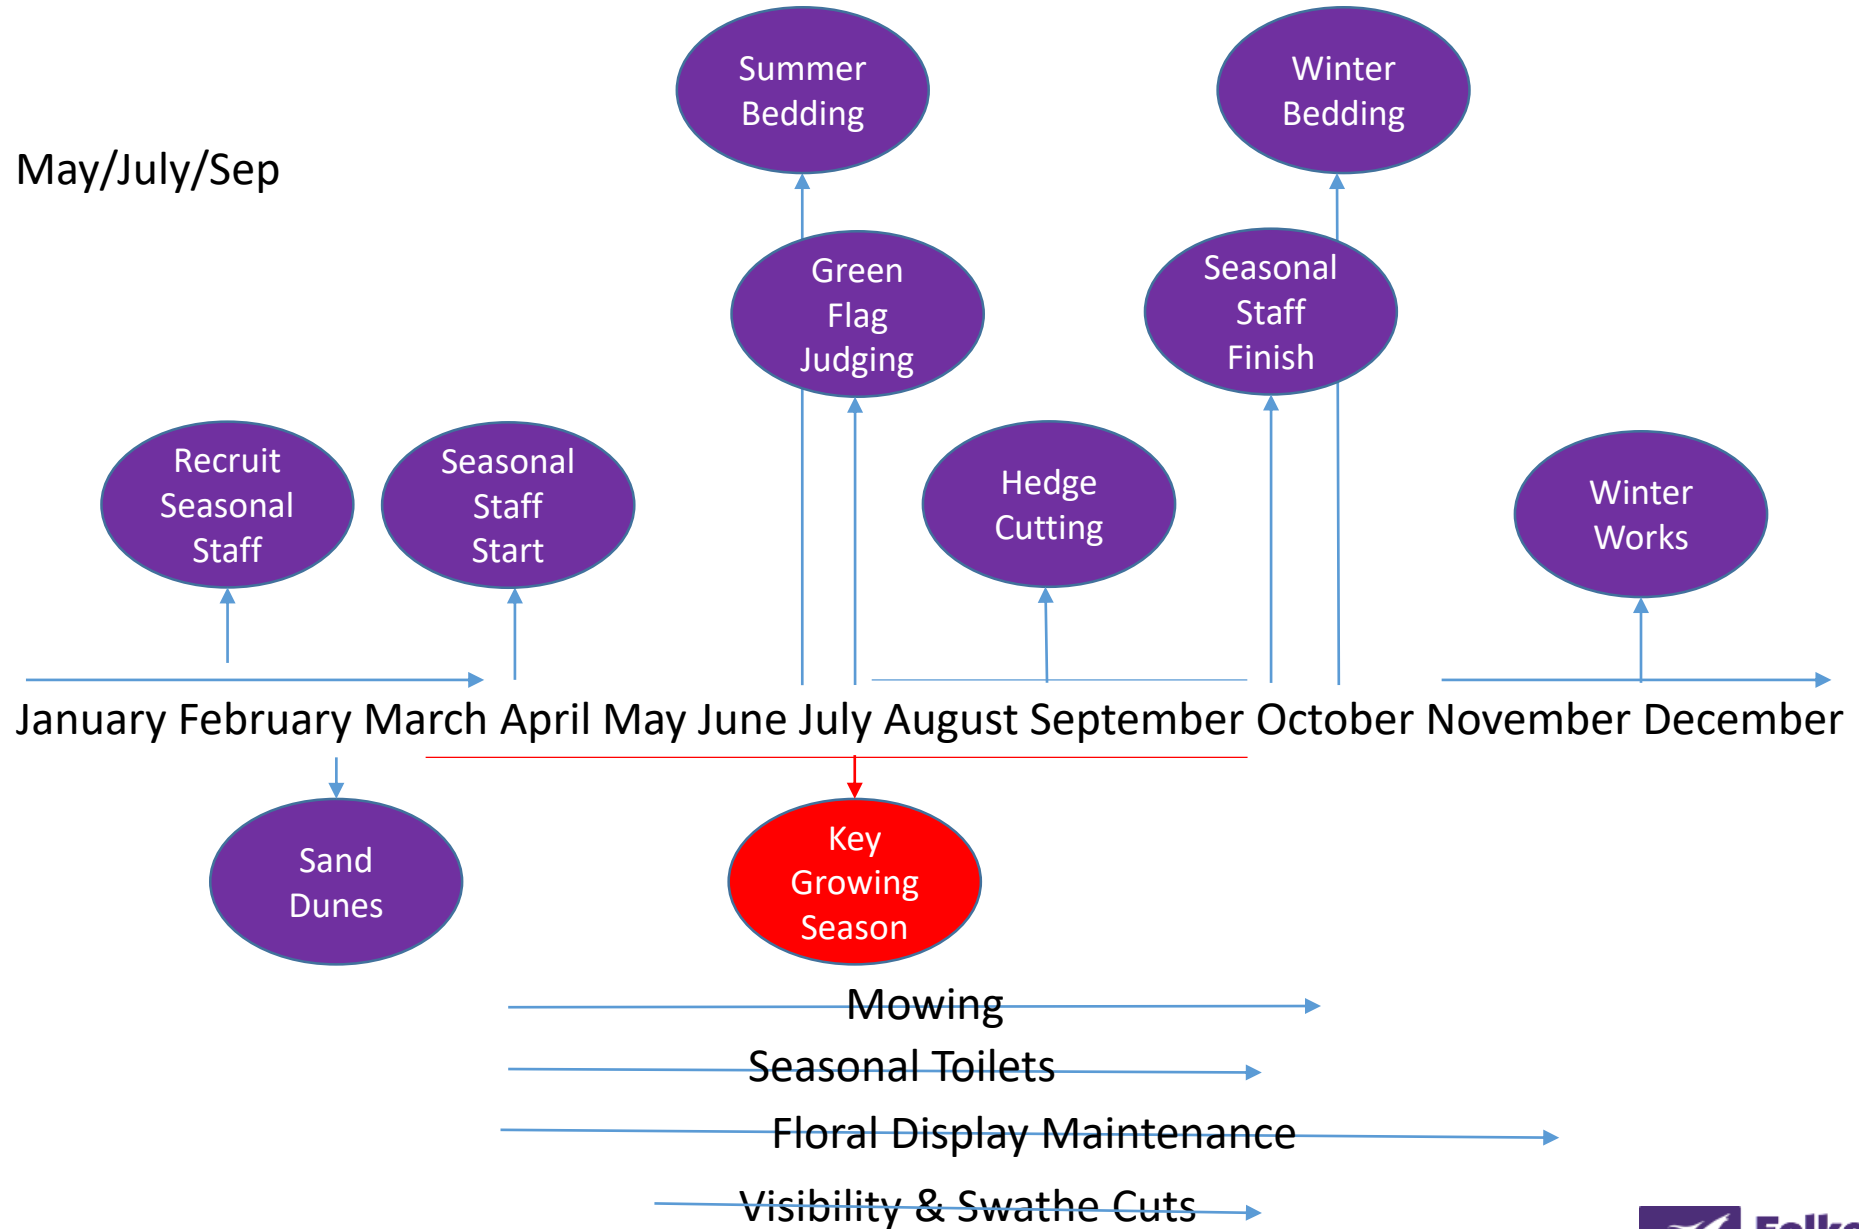 Summer
Bedding
Winter
Bedding
May/July/Sep
Green
Flag
Judging
Seasonal
Staff
Finish
Recruit
Seasonal
Staff
Seasonal
Staff
Start
Hedge
Cutting
Winter
Works
January February March April May June July August September October November December
Sand
Dunes
Key
Growing
Season
Mowing
Seasonal Toilets
Floral Display Maintenance
Visibility & Swathe Cuts